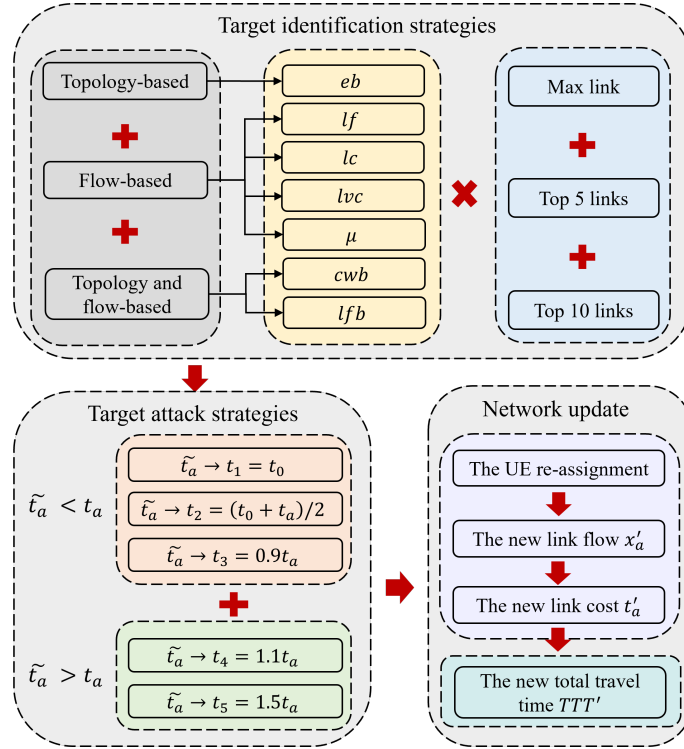 Target identification strategies
Topology-based
Flow-based
Topology and
flow-based
eb
lf
lc
lvc
μ
cwb
lfb
Max link
Top 5 links
Top 10 links
Target attack strategies
t̃ₐ < tₐ
t̃ₐ → t₁ = t₀
t̃ₐ → t₂ = (t₀ + tₐ)/2
t̃ₐ → t₃ = 0.9tₐ
t̃ₐ > tₐ
t̃ₐ → t₄ = 1.1tₐ
t̃ₐ → t₅ = 1.5tₐ
Network update
The UE re-assignment
The new link flow x′ₐ
The new link cost t′ₐ
The new total travel
time TTT′